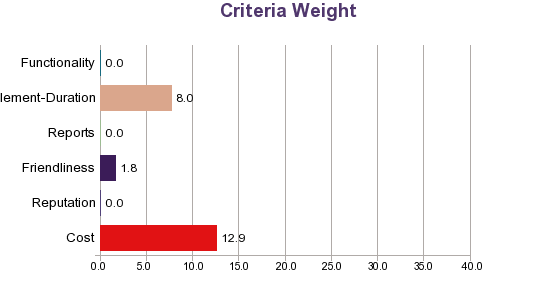 Criteria Weight
Functionality 0.0
lement-Duration 8.0
Reports 0.0
Friendliness 1.8
Reputation 0.0
Cost 12.9
0.0 5.0 10.0 15.0 20.0 25.0 30.0 35.0 40.0